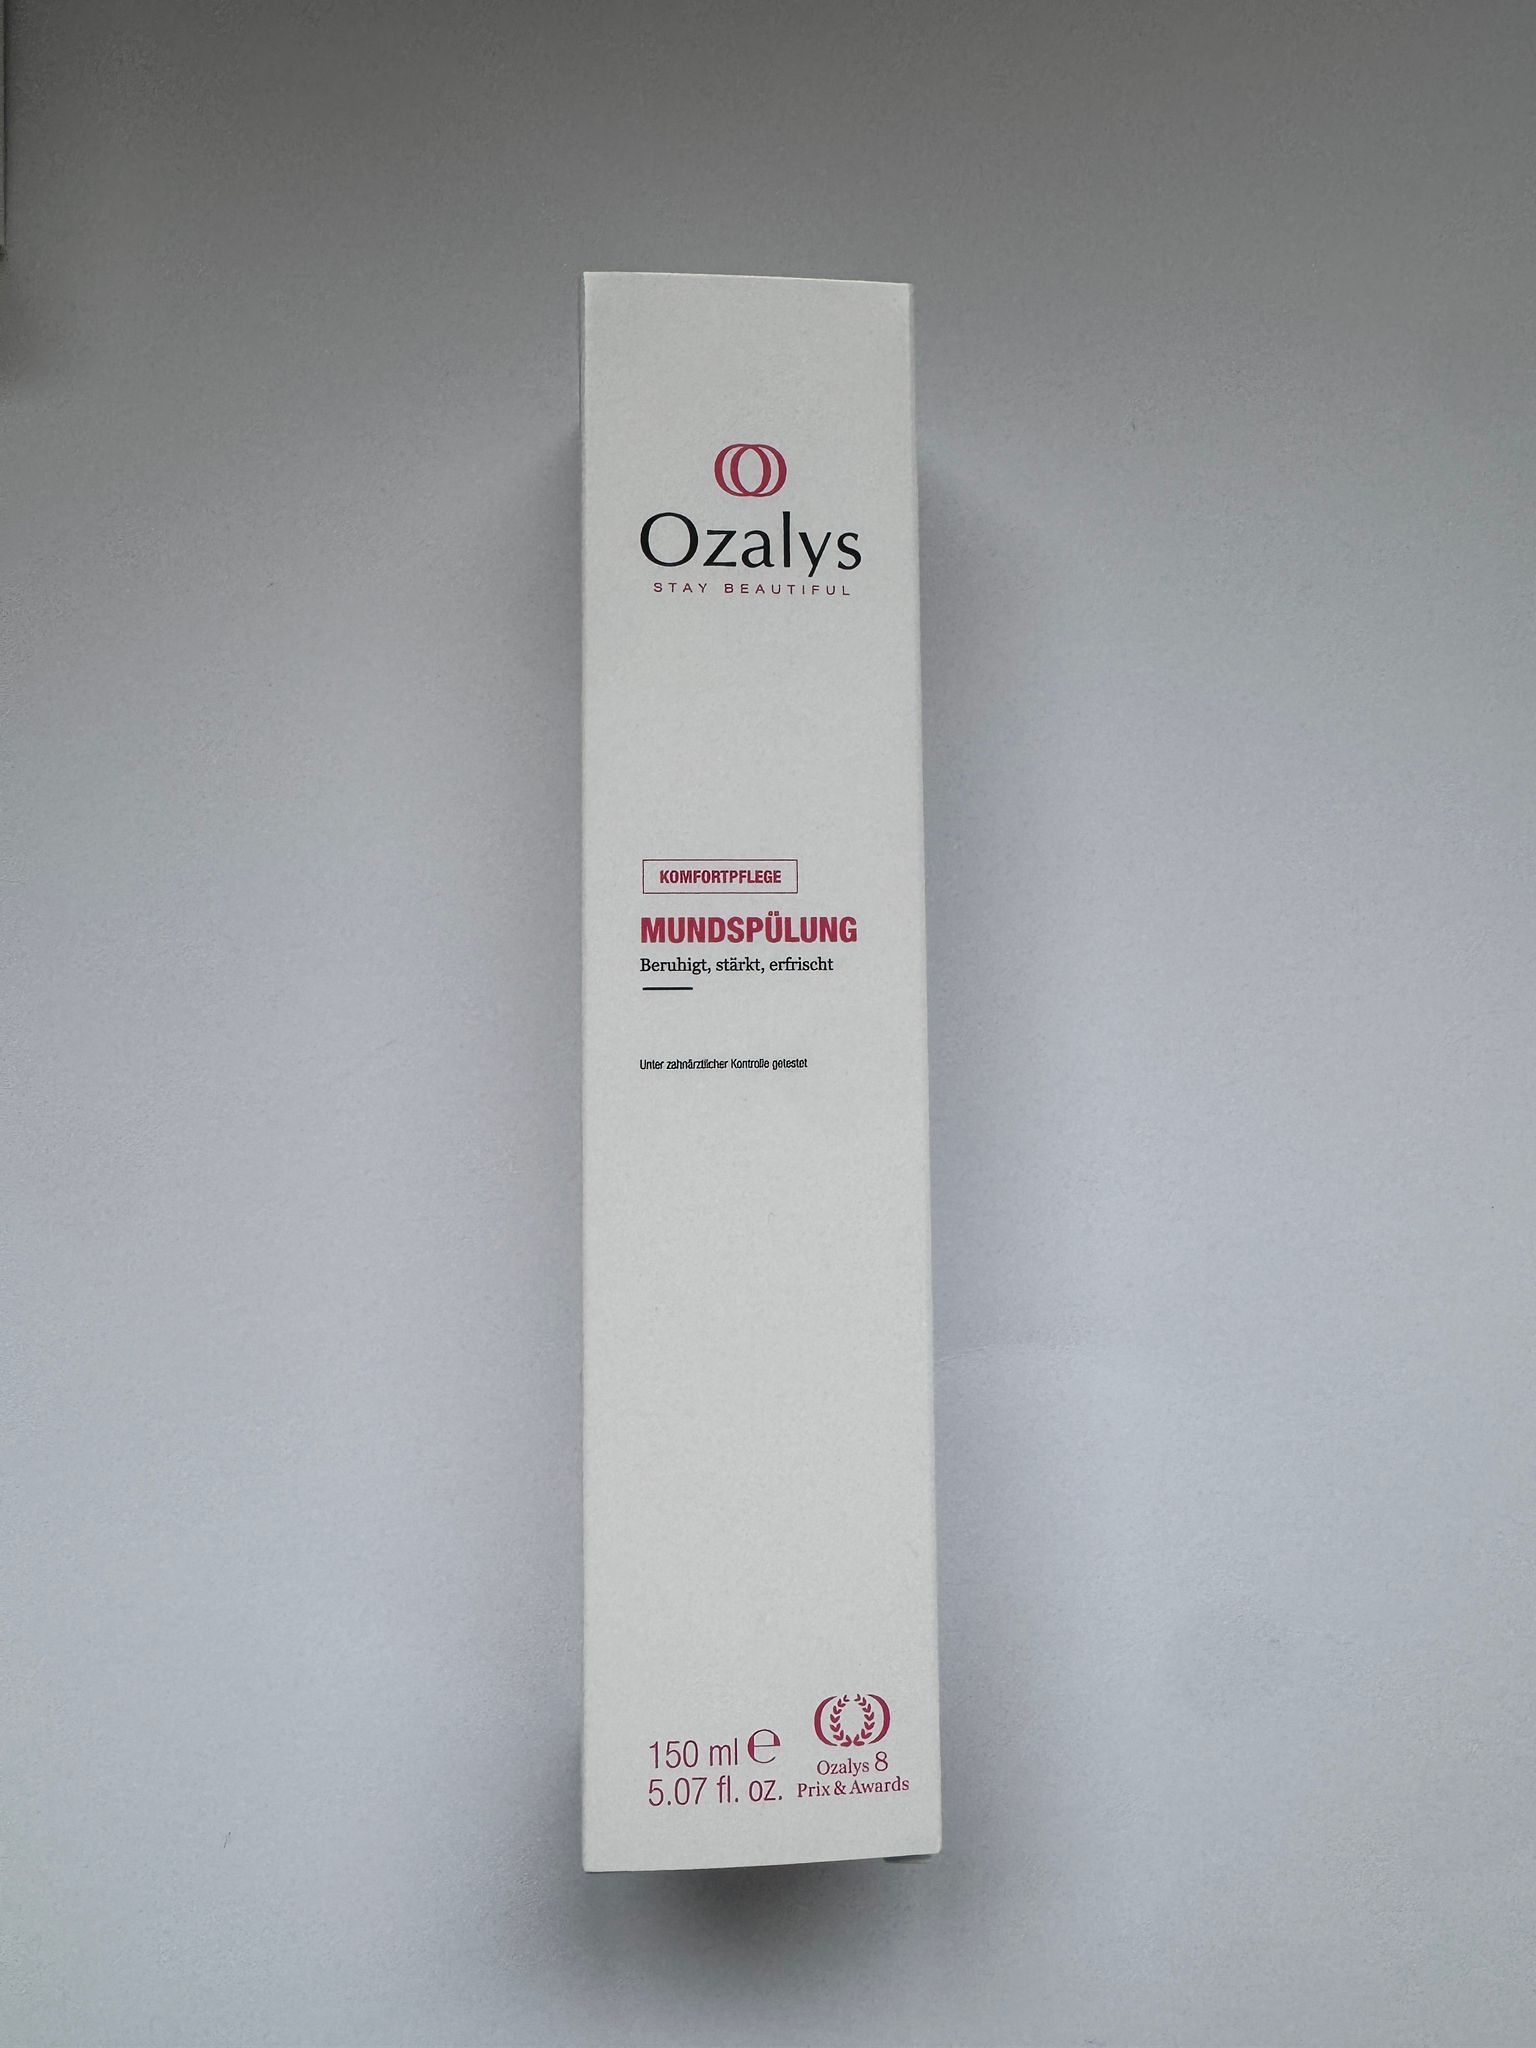 Ozalys
STAY BEAUTIFUL
KOMFORTPFLEGE
MUNDSPÜLUNG
Beruhigt, stärkt, erfrischt
Unter zahnärztlicher Kontrolle getestet
150 ml ℮
5.07 fl. oz.
Ozalys 8
Prix & Awards